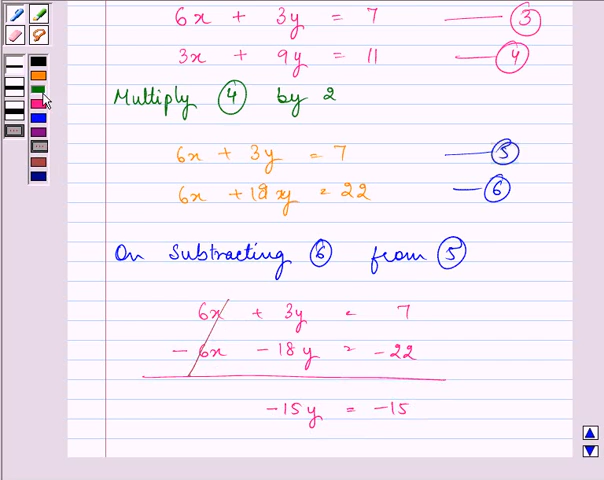 6x + 3y = 7 ——— ③
3x + 9y = 11 ——— ④
Multiply ④ by 2
6x + 3y = 7 ——— ⑤
6x + 18y = 22 — ⑥
On Subtracting ⑥ from ⑤
6x + 3y = 7
- 6x - 18y = - 22
-15y = -15